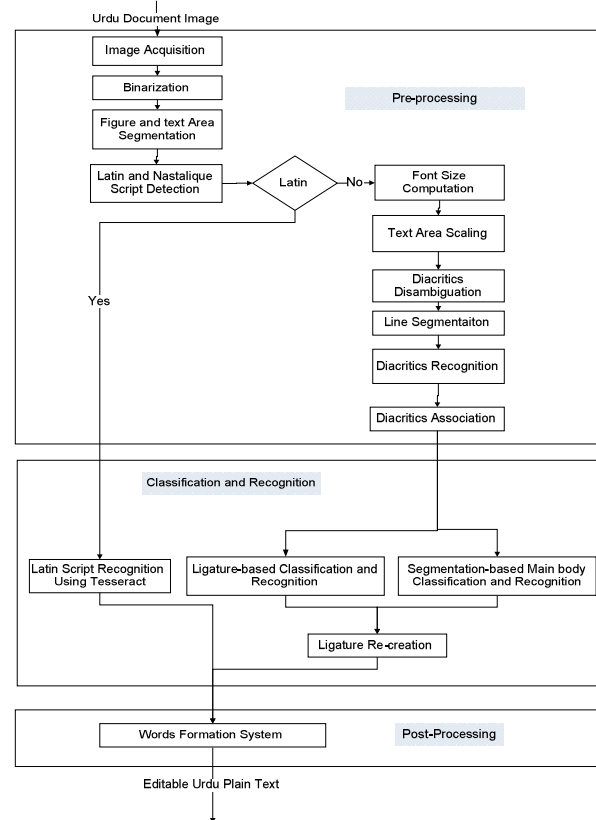 Urdu Document Image
Image Acquisition
Binarization
Pre-processing
Figure and text Area
Segmentation
Latin and Nastalique
Script Detection
Latin
No
Font Size
Computation
Text Area Scaling
Diacritics
Disambiguation
Yes
Line Segmentaiton
Diacritics Recognition
Diacritics Association
Classification and Recognition
Latin Script Recognition
Using Tesseract
Ligature-based Classification and
Recognition
Segmentation-based Main body
Classification and Recognition
Ligature Re-creation
Words Formation System
Post-Processing
Editable Urdu Plain Text